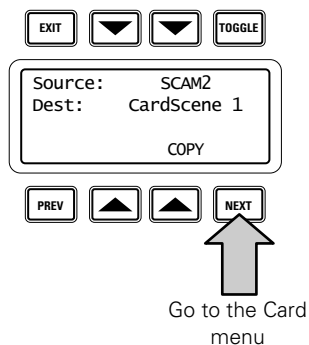 EXIT TOGGLE
Source: SCAM2
Dest: CardScene 1
COPY
PREV NEXT
Go to the Card
menu